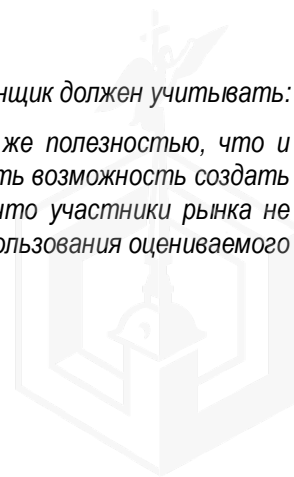 нщик должен учитывать:
же полезностью, что и
ть возможность создать
что участники рынка не
ользования оцениваемого